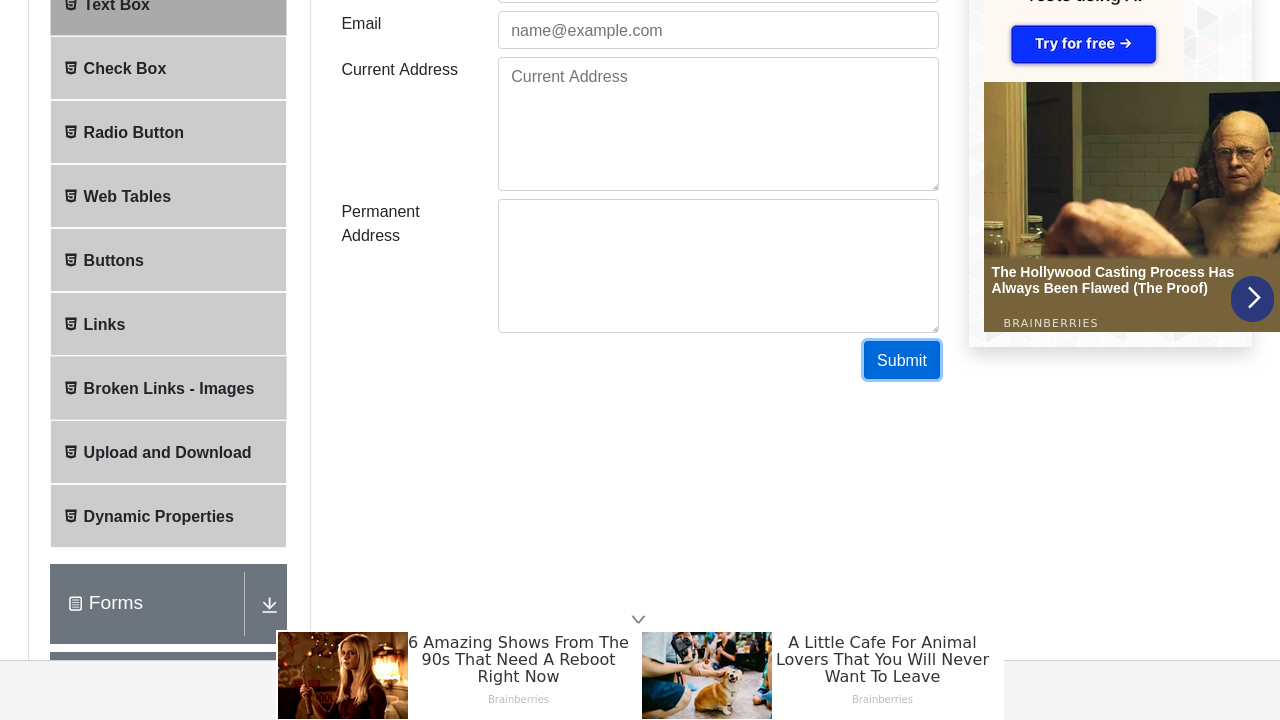 Text Box
Check Box
Radio Button
Web Tables
Buttons
Links
Broken Links - Images
Upload and Download
Dynamic Properties
Forms
Email
name@example.com
Current Address
Current Address
Permanent
Address
Submit
Try for free →
The Hollywood Casting Process Has
Always Been Flawed (The Proof)
BRAINBERRIES
6 Amazing Shows From The
90s That Need A Reboot
Right Now
Brainberries
A Little Cafe For Animal
Lovers That You Will Never
Want To Leave
Brainberries